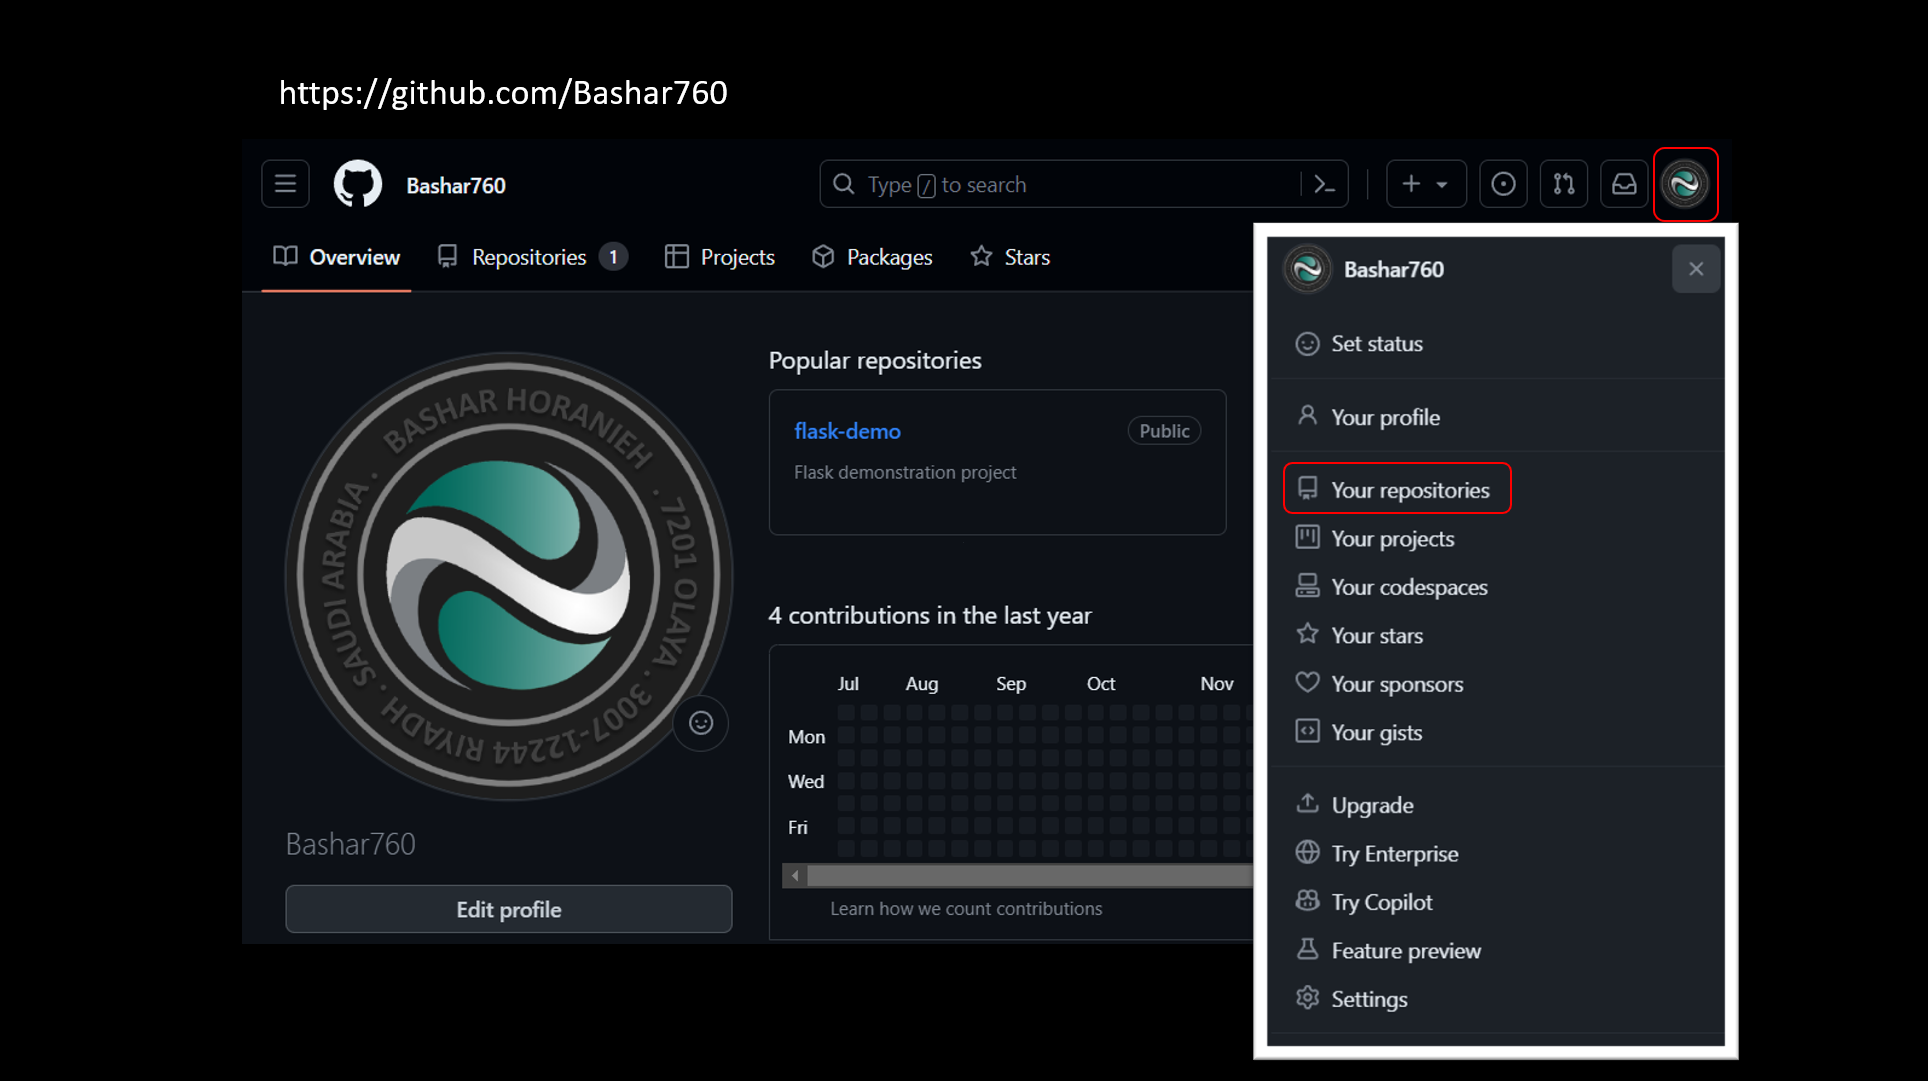 https://github.com/Bashar760
Bashar760
Type / to search
Overview
Repositories 1
Projects
Packages
Stars
BASHAR HORANIEH · 7201 OLAYA · 3007-12244 RIYADH · SAUDI ARABIA ·
Bashar760
Edit profile
Popular repositories
flask-demo
Public
Flask demonstration project
4 contributions in the last year
Jul Aug Sep Oct Nov
Mon
Wed
Fri
Learn how we count contributions
Bashar760
Set status
Your profile
Your repositories
Your projects
Your codespaces
Your stars
Your sponsors
Your gists
Upgrade
Try Enterprise
Try Copilot
Feature preview
Settings